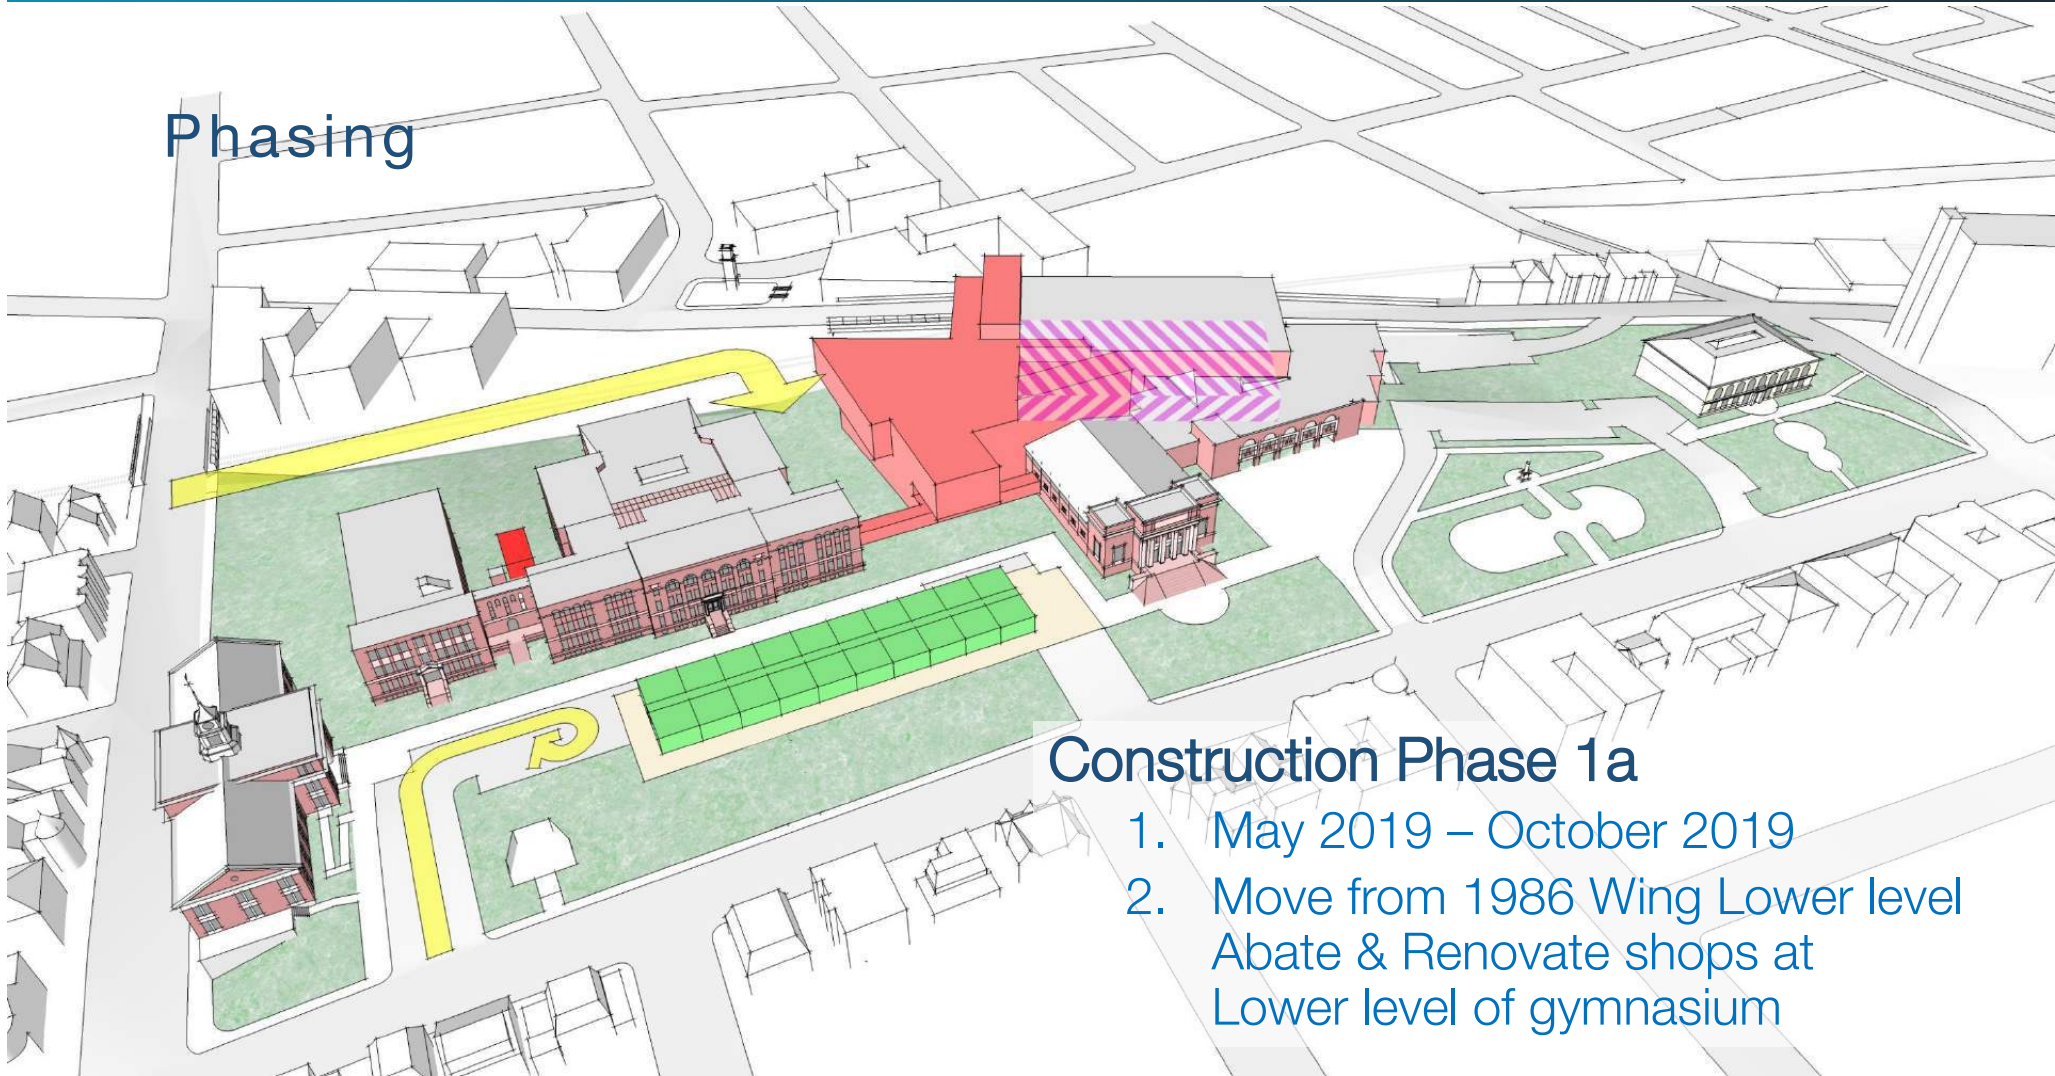 Phasing
Construction Phase 1a
1. May 2019 – October 2019
2. Move from 1986 Wing Lower level
Abate & Renovate shops at
Lower level of gymnasium